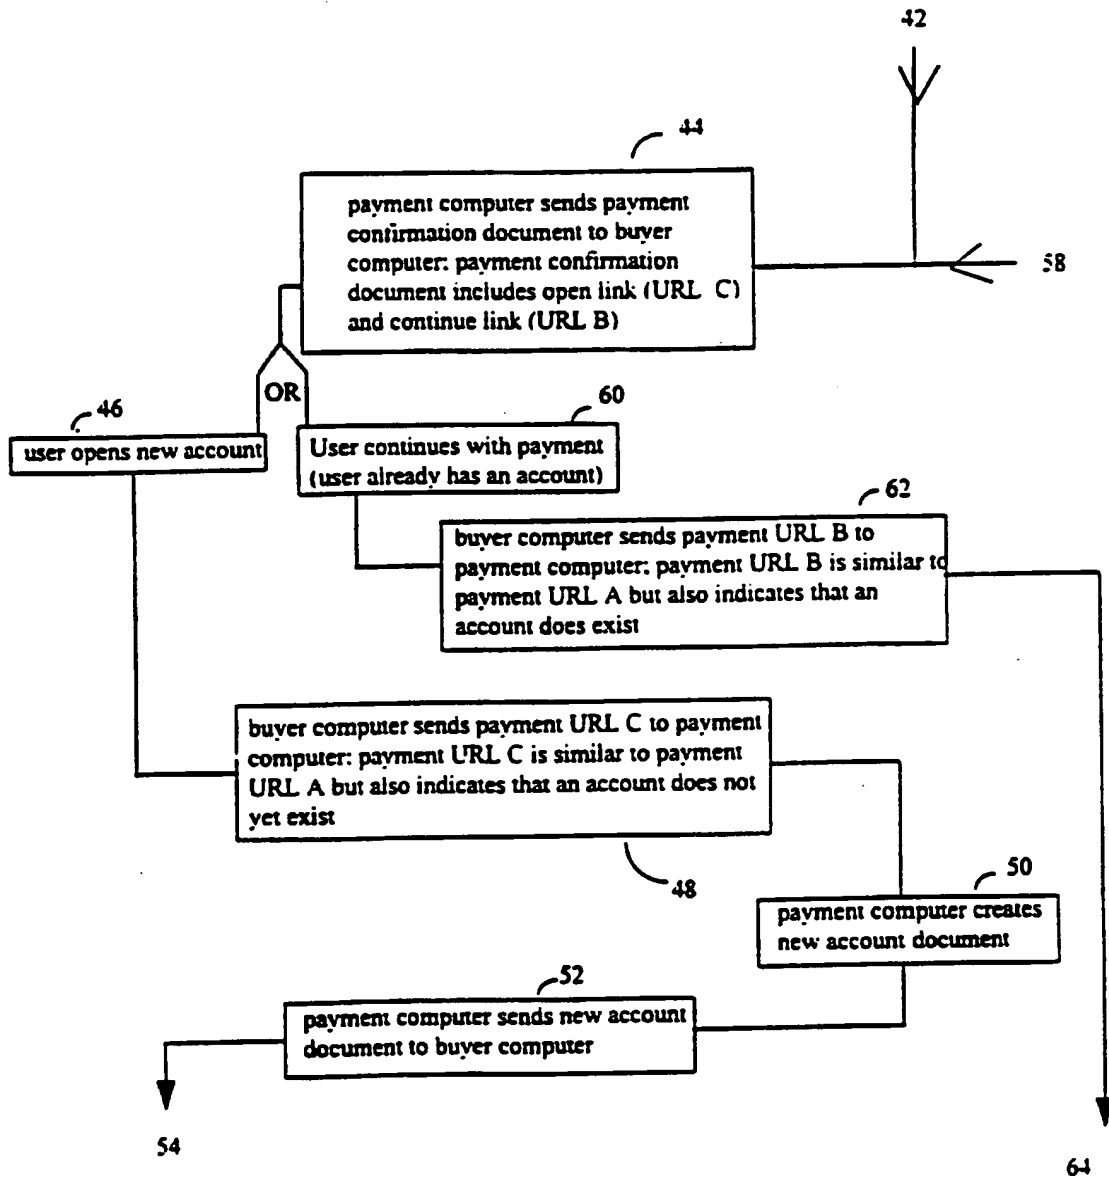 42
44
payment computer sends payment
confirmation document to buyer
computer: payment confirmation
document includes open link (URL C)
and continue link (URL B)
58
OR
46
user opens new account
60
User continues with payment
(user already has an account)
62
buyer computer sends payment URL B to
payment computer: payment URL B is similar to
payment URL A but also indicates that an
account does exist
buyer computer sends payment URL C to payment
computer: payment URL C is similar to payment
URL A but also indicates that an account does not
yet exist
48
50
payment computer creates
new account document
52
payment computer sends new account
document to buyer computer
54
64